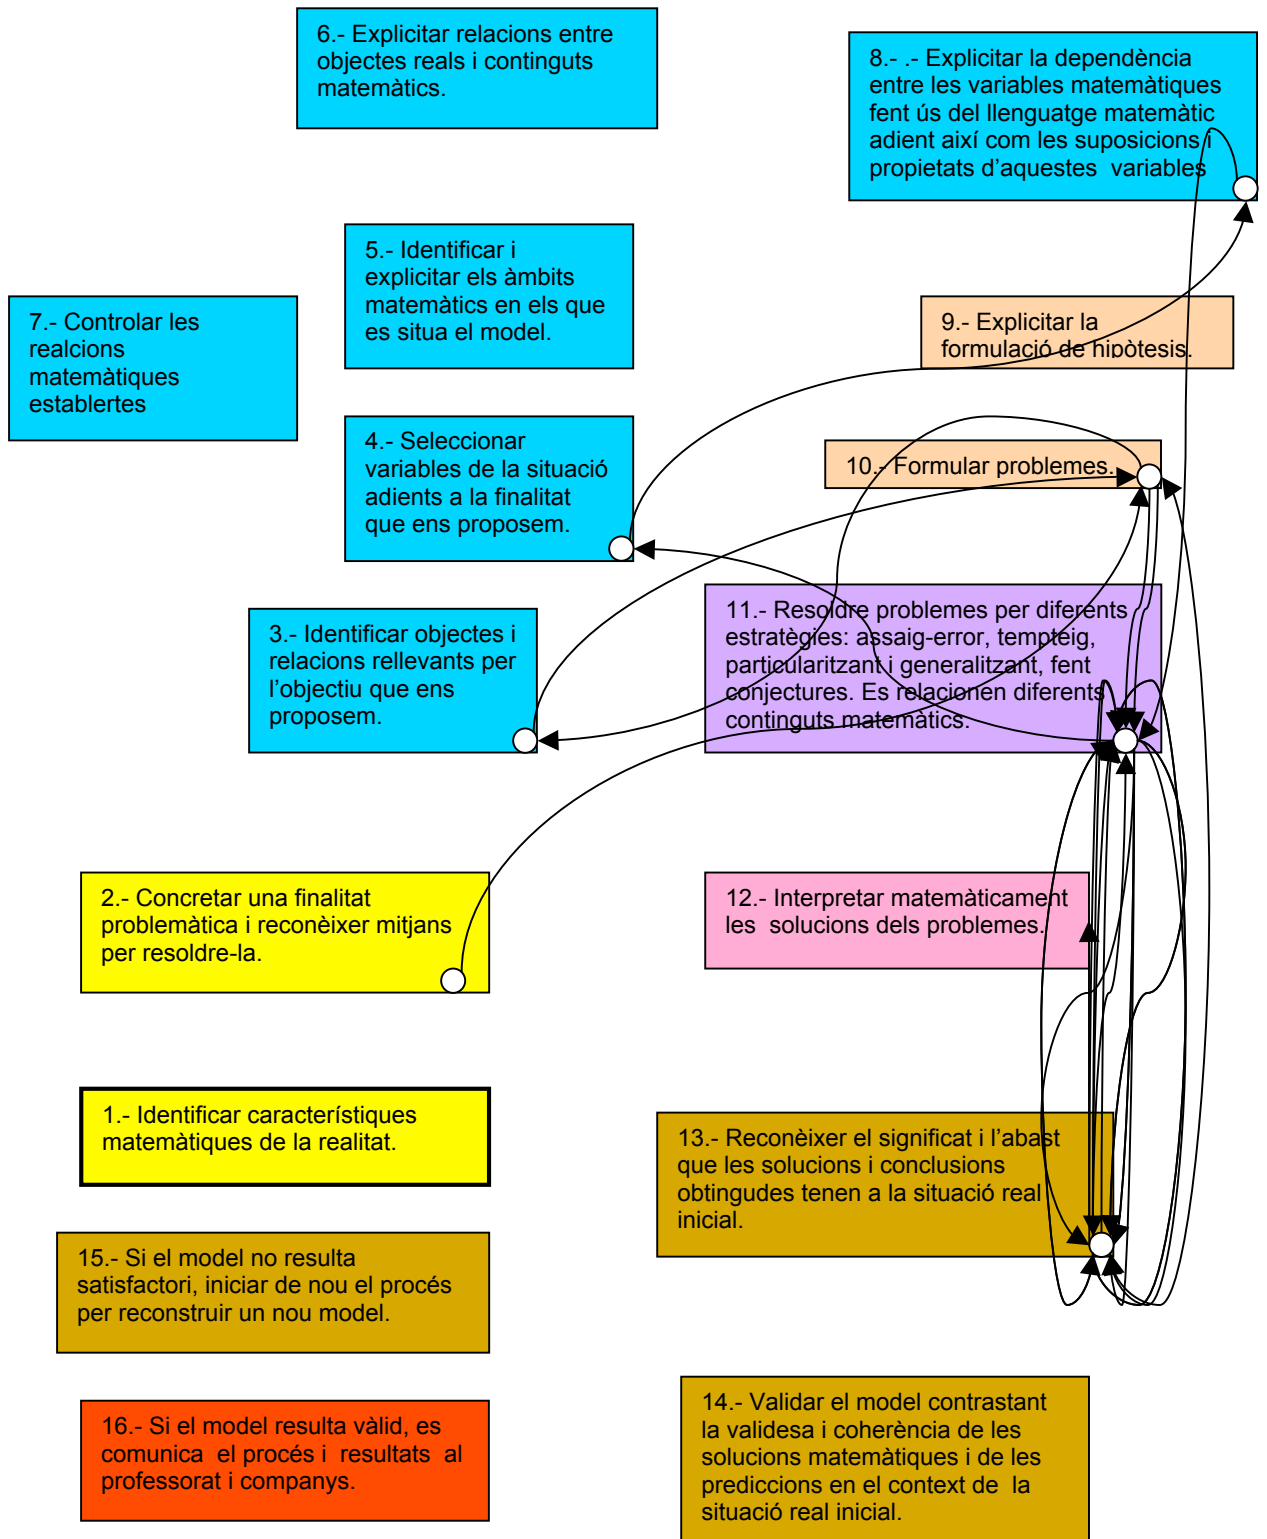 6.- Explicitar relacions entre
objectes reals i continguts
matemàtics.
8.- .- Explicitar la dependència
entre les variables matemàtiques
fent ús del llenguatge matemàtic
adient així com les suposicions i
propietats d’aquestes variables
5.- Identificar i
explicitar els àmbits
matemàtics en els que
es situa el model.
7.- Controlar les
realcions
matemàtiques
establertes
9.- Explicitar la
formulació de hipòtesis.
4.- Seleccionar
variables de la situació
adients a la finalitat
que ens proposem.
10.- Formular problemes.
3.- Identificar objectes i
relacions rellevants per
l’objectiu que ens
proposem.
11.- Resoldre problemes per diferents
estratègies: assaig-error, tempteig,
particularitzant i generalitzant, fent
conjectures. Es relacionen diferents
continguts matemàtics.
2.- Concretar una finalitat
problemàtica i reconèixer mitjans
per resoldre-la.
12.- Interpretar matemàticament
les solucions dels problemes.
1.- Identificar característiques
matemàtiques de la realitat.
13.- Reconèixer el significat i l’abast
que les solucions i conclusions
obtingudes tenen a la situació real
inicial.
15.- Si el model no resulta
satisfactori, iniciar de nou el procés
per reconstruir un nou model.
16.- Si el model resulta vàlid, es
comunica el procés i resultats al
professorat i companys.
14.- Validar el model contrastant
la validesa i coherència de les
solucions matemàtiques i de les
prediccions en el context de la
situació real inicial.